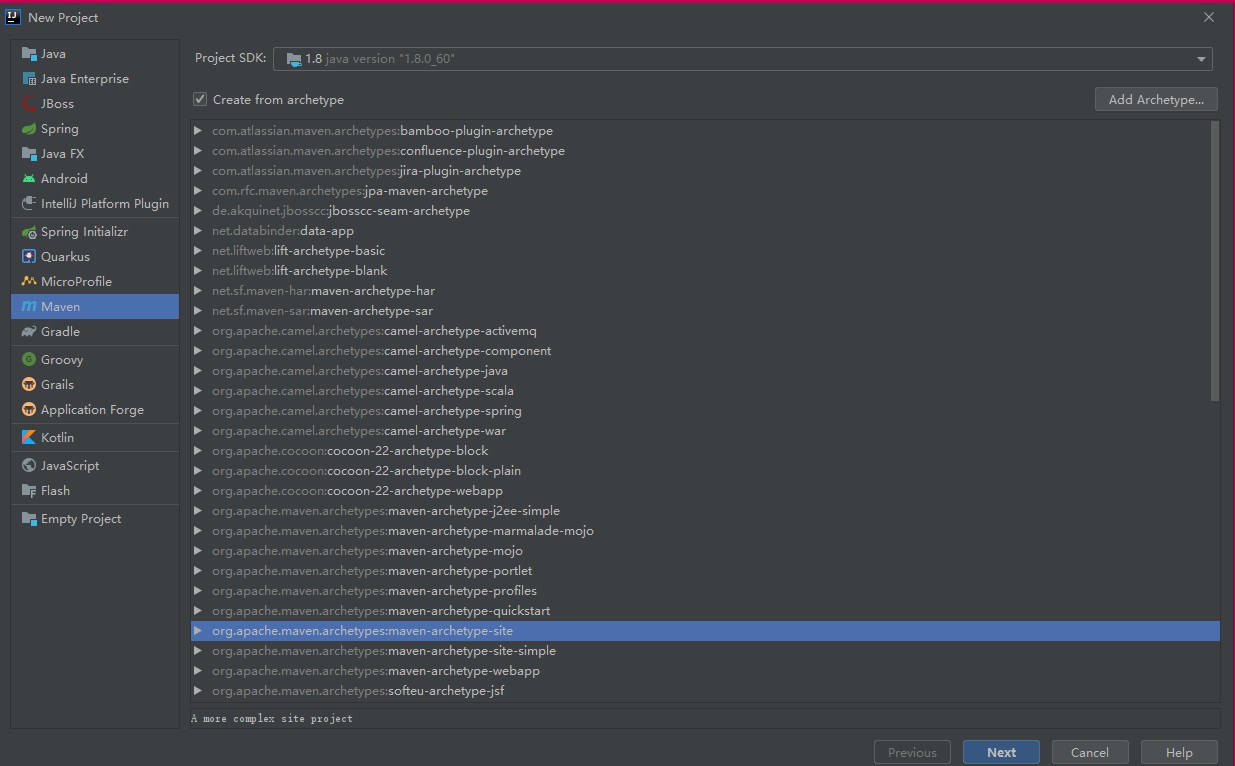 New Project
Java
Java Enterprise
JBoss
Spring
Java FX
Android
IntelliJ Platform Plugin
Spring Initializr
Quarkus
MicroProfile
Maven
Gradle
Groovy
Grails
Application Forge
Kotlin
JavaScript
Flash
Empty Project
Project SDK: 1.8 java version "1.8.0_60"
Create from archetype
Add Archetype...
com.atlassian.maven.archetypes:bamboo-plugin-archetype
com.atlassian.maven.archetypes:confluence-plugin-archetype
com.atlassian.maven.archetypes:jira-plugin-archetype
com.rfc.maven.archetypes:jpa-maven-archetype
de.akquinet.jbosscc:jbosscc-seam-archetype
net.databinder:data-app
net.liftweb:lift-archetype-basic
net.liftweb:lift-archetype-blank
net.sf.maven-har:maven-archetype-har
net.sf.maven-sar:maven-archetype-sar
org.apache.camel.archetypes:camel-archetype-activemq
org.apache.camel.archetypes:camel-archetype-component
org.apache.camel.archetypes:camel-archetype-java
org.apache.camel.archetypes:camel-archetype-scala
org.apache.camel.archetypes:camel-archetype-spring
org.apache.camel.archetypes:camel-archetype-war
org.apache.cocoon:cocoon-22-archetype-block
org.apache.cocoon:cocoon-22-archetype-block-plain
org.apache.cocoon:cocoon-22-archetype-webapp
org.apache.maven.archetypes:maven-archetype-j2ee-simple
org.apache.maven.archetypes:maven-archetype-marmalade-mojo
org.apache.maven.archetypes:maven-archetype-mojo
org.apache.maven.archetypes:maven-archetype-portlet
org.apache.maven.archetypes:maven-archetype-profiles
org.apache.maven.archetypes:maven-archetype-quickstart
org.apache.maven.archetypes:maven-archetype-site
org.apache.maven.archetypes:maven-archetype-site-simple
org.apache.maven.archetypes:maven-archetype-webapp
org.apache.maven.archetypes:softeu-archetype-jsf
A more complex site project
Previous
Next
Cancel
Help